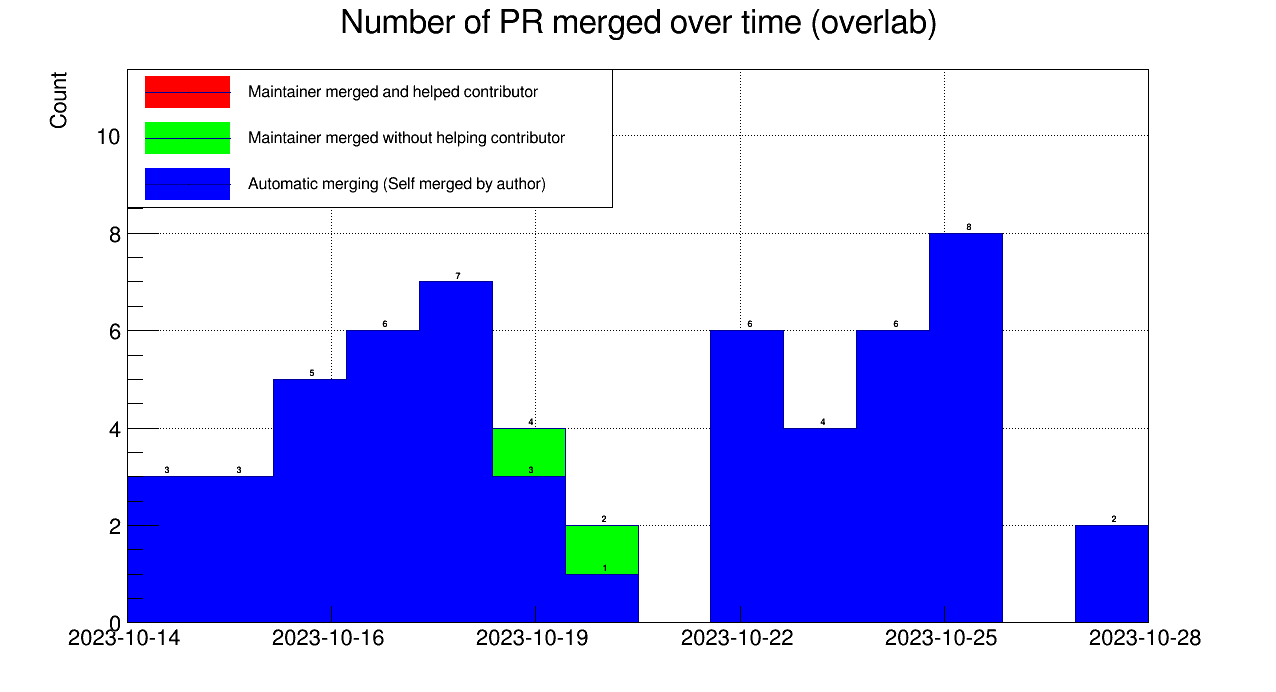 Number of PR merged over time (overlab)
Count
Maintainer merged and helped contributor
Maintainer merged without helping contributor
Automatic merging (Self merged by author)
10
8
6
4
2
0
3 3 5 6 7 4 3 2 1 6 4 6 8 2
2023-10-14 2023-10-16 2023-10-19 2023-10-22 2023-10-25 2023-10-28